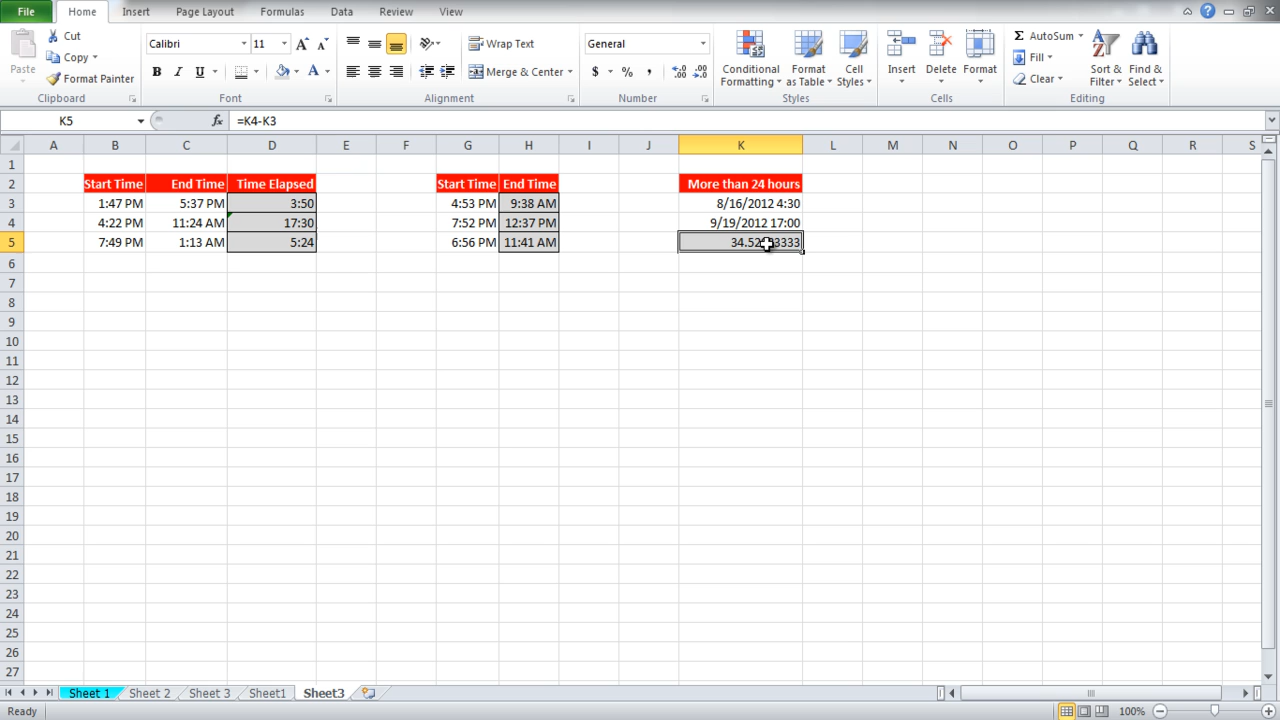 File Home Insert Page Layout Formulas Data Review View
Cut
Copy
Format Painter
Paste
Calibri 11
B I U
Wrap Text
Merge & Center
General
$ % ,
Conditional Formatting
Format as Table
Cell Styles
Insert
Delete
Format
AutoSum
Fill
Clear
Sort & Filter
Find & Select
Clipboard Font Alignment Number Styles Cells Editing
K5 fx =K4-K3
A B C D E F G H I J K L M N O P Q R S
1
2 Start Time End Time Time Elapsed Start Time End Time More than 24 hours
3 1:47 PM 5:37 PM 3:50 4:53 PM 9:38 AM 8/16/2012 4:30
4 4:22 PM 11:24 AM 17:30 7:52 PM 12:37 PM 9/19/2012 17:00
5 7:49 PM 1:13 AM 5:24 6:56 PM 11:41 AM
6
7
8
9
10
11
12
13
14
15
16
17
18
19
20
21
22
23
24
25
26
27
Sheet 1 Sheet 2 Sheet 3 Sheet1 Sheet3
Ready 100%